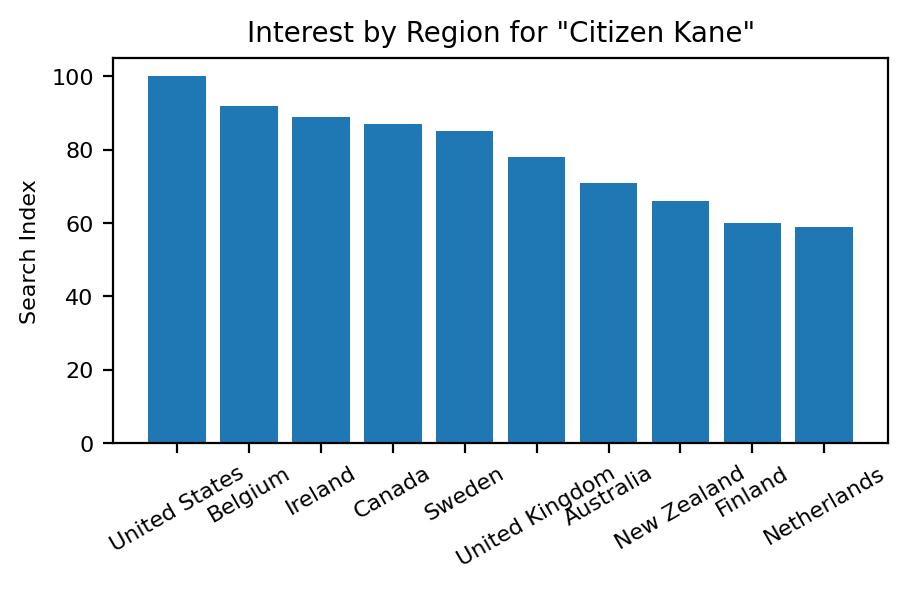 Interest by Region for "Citizen Kane"
Search Index
100
80
60
40
20
0
United States
Belgium
Ireland
Canada
Sweden
United Kingdom
Australia
New Zealand
Finland
Netherlands